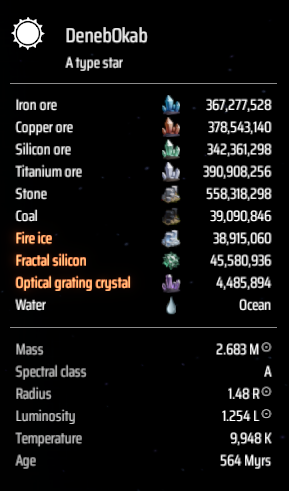 DenebOkab
A type star
Iron ore 367,277,528
Copper ore 378,543,140
Silicon ore 342,361,298
Titanium ore 390,908,256
Stone 558,318,298
Coal 39,090,846
Fire ice 38,915,060
Fractal silicon 45,580,936
Optical grating crystal 4,485,894
Water Ocean
Mass 2.683 M☉
Spectral class A
Radius 1.48 R☉
Luminosity 1.254 L☉
Temperature 9,948 K
Age 564 Myrs